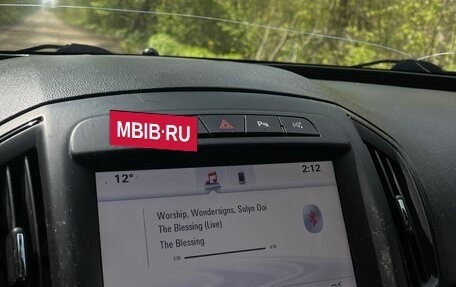 MBIB·RU
12°
2:12
Worship, Wondersigns, Sulyn Ooi
The Blessing (Live)
The Blessing